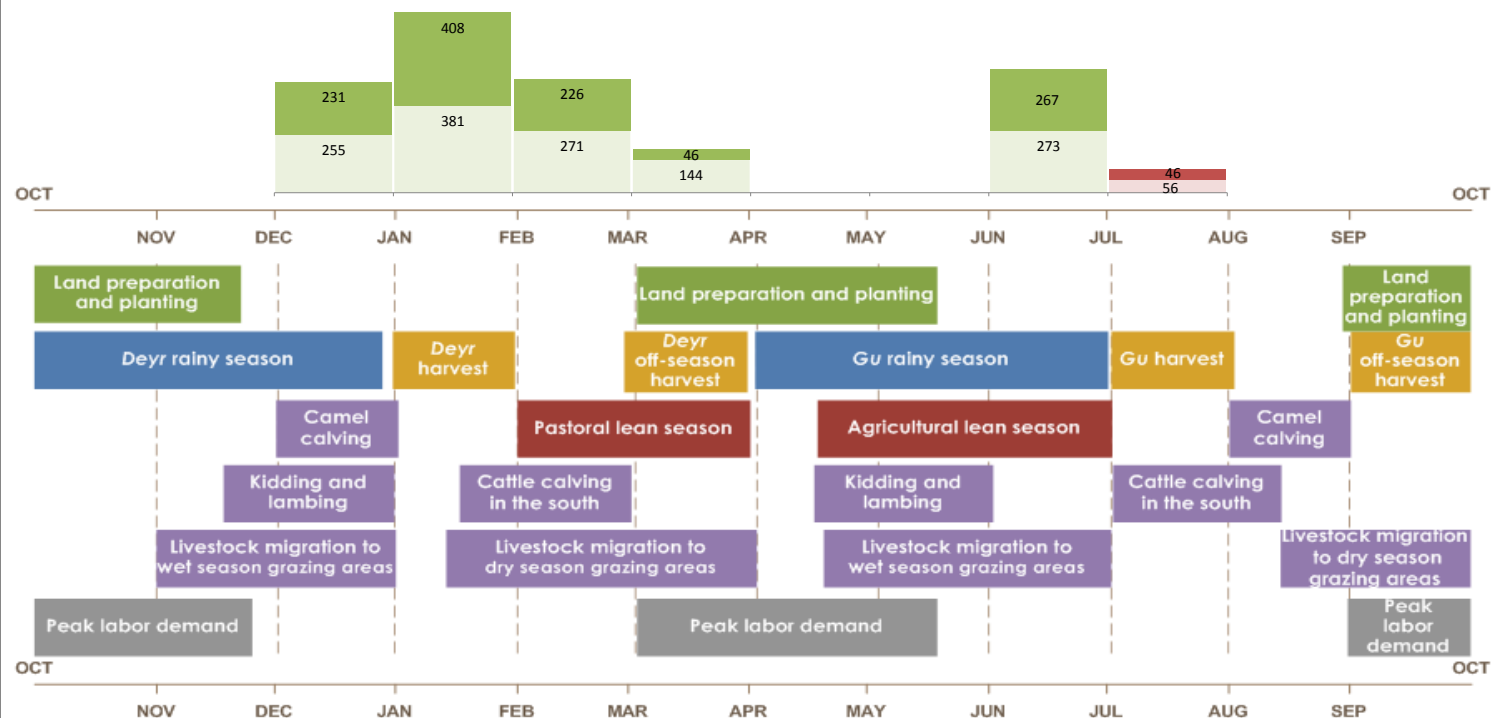 408
231
226
267
381
255
271
46
273
144
46
56
OCT
OCT
NOV DEC JAN FEB MAR APR MAY JUN JUL AUG SEP
Land preparation
and planting
Land preparation and planting
Land
preparation
and planting
Deyr rainy season
Deyr
harvest
Deyr
off-season
harvest
Gu rainy season
Gu harvest
Gu
off-season
harvest
Camel
calving
Pastoral lean season
Agricultural lean season
Camel
calving
Kidding and
lambing
Cattle calving
in the south
Kidding and
lambing
Cattle calving
in the south
Livestock migration to
wet season grazing areas
Livestock migration to
dry season grazing areas
Livestock migration to
wet season grazing areas
Livestock migration
to dry season
grazing areas
Peak labor demand
Peak labor demand
Peak
labor
demand
OCT
OCT
NOV DEC JAN FEB MAR APR MAY JUN JUL AUG SEP